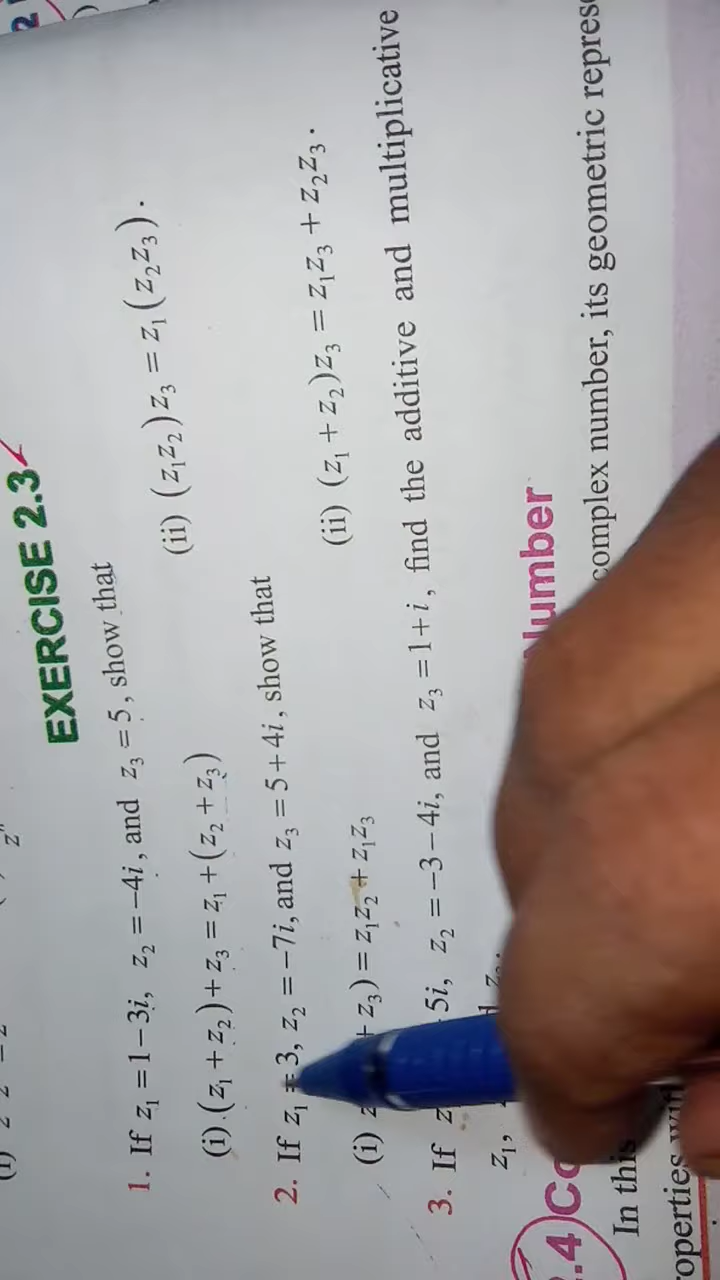 EXERCISE 2.3
1. If z₁ = 1 − 3i, z₂ = −4i, and z₃ = 5, show that
(i) (z₁ + z₂) + z₃ = z₁ + (z₂ + z₃) (ii) (z₁z₂)z₃ = z₁(z₂z₃).
2. If z₁ = 3, z₂ = −7i, and z₃ = 5 + 4i, show that
(i) z + z₃) = z₁z₂ + z₁z₃ (ii) (z₁ + z₂)z₃ = z₁z₃ + z₂z₃.
3. If z 5i, z₂ = −3 − 4i, and z₃ = 1 + i, find the additive and multiplicative
z₁,
.4 Number
In this complex number, its geometric